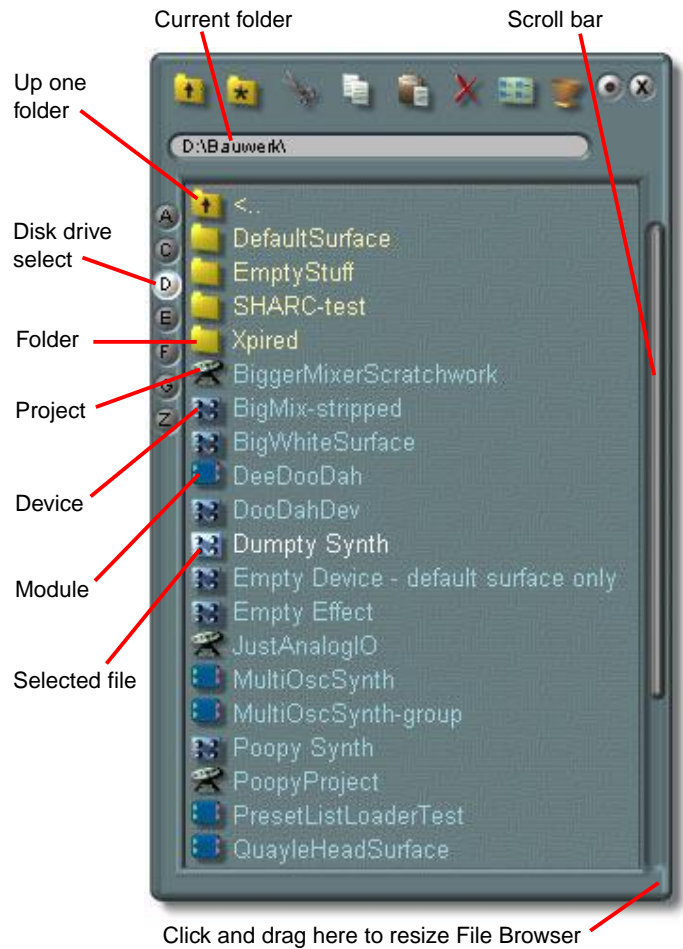 Current folder
Scroll bar
Up one
folder
X
D:\Bauwerk\
<..
A
DefaultSurface
Disk drive
select
C
EmptyStuff
D
SHARC-test
E
Folder
Xpired
F
BiggerMixerScratchwork
G
Project
BigMix-stripped
Z
BigWhiteSurface
DeeDooDah
Device
DooDahDev
Dumpty Synth
Module
Empty Device - default surface only
Empty Effect
JustAnalogIO
Selected file
MultiOscSynth
MultiOscSynth-group
Poopy Synth
PoopyProject
PresetListLoaderTest
QuayleHeadSurface
Click and drag here to resize File Browser